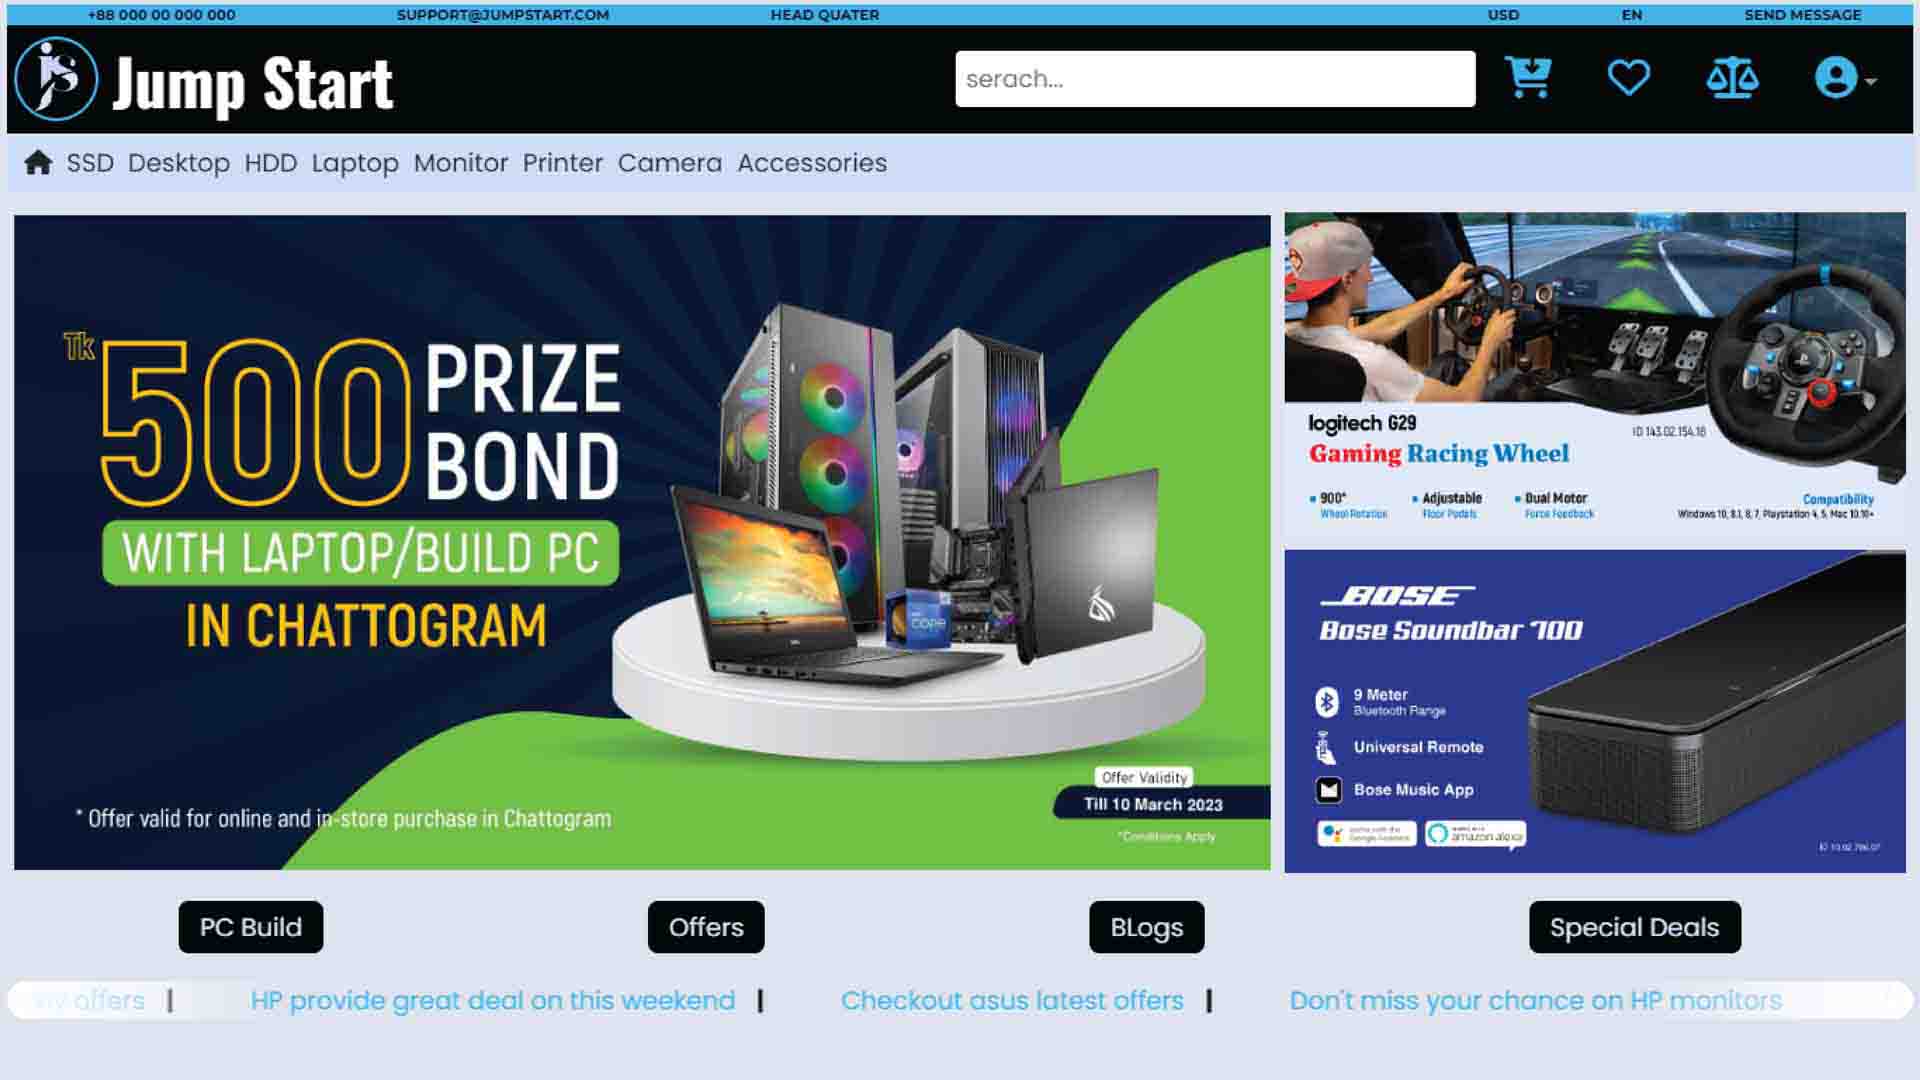 +88 000 00 000 000 SUPPORT@JUMPSTART.COM HEAD QUATER USD EN SEND MESSAGE
Jump Start
serach...
SSD Desktop HDD Laptop Monitor Printer Camera Accessories
Tk 500 PRIZE BOND
WITH LAPTOP/BUILD PC
IN CHATTOGRAM
* Offer valid for online and in-store purchase in Chattogram
Offer Validity
Till 10 March 2023
*Conditions Apply
core
logitech G29
ID 143.02.154.18
Gaming Racing Wheel
900°
Wheel Rotation
Adjustable
Floor Pedals
Dual Motor
Force Feedback
Compatibility
Windows 10, 8.1, 8, 7, Playstation 4, 5, Mac 10.10+
BOSE
Bose Soundbar 700
9 Meter
Bluetooth Range
Universal Remote
Bose Music App
amazon alexa
PC Build Offers BLogs Special Deals
offers | HP provide great deal on this weekend | Checkout asus latest offers | Don't miss your chance on HP monitors